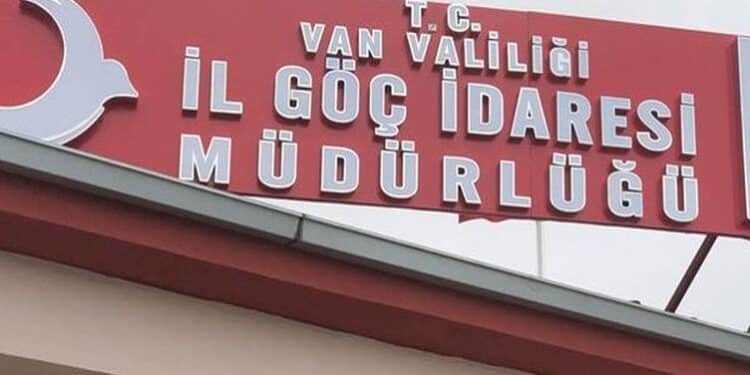 T.C.
VAN VALİLİĞİ
İL GÖÇ İDARESİ
MÜDÜRLÜĞÜ